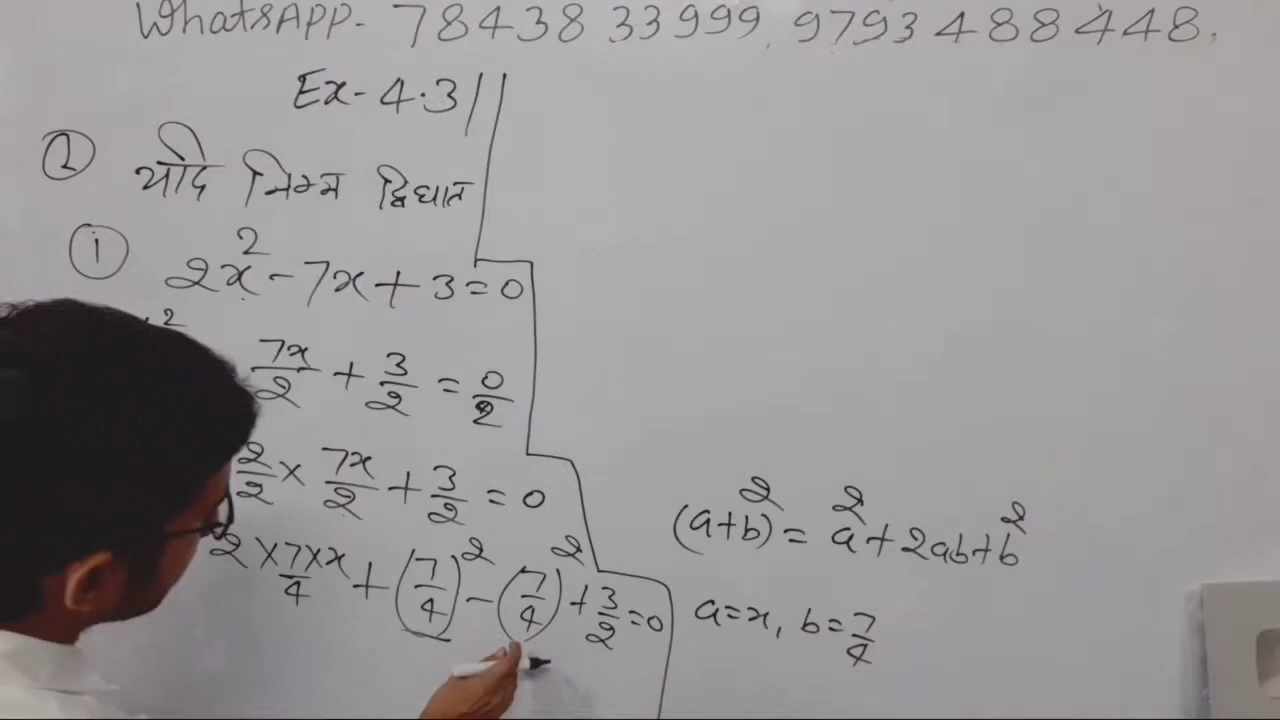 WhatsAPP- 7843833999, 9793488448,
Ex-4.3
② यदि निम्न द्विघात
ⓘ 2x² - 7x + 3 = 0
7x/2 + 3/2 = 0/2
2/2 × 7x/2 + 3/2 = 0
2 × 7/4 × x + (7/4)² - (7/4)² + 3/2 = 0
(a+b)² = a² + 2ab + b²
a=x, b=7/4